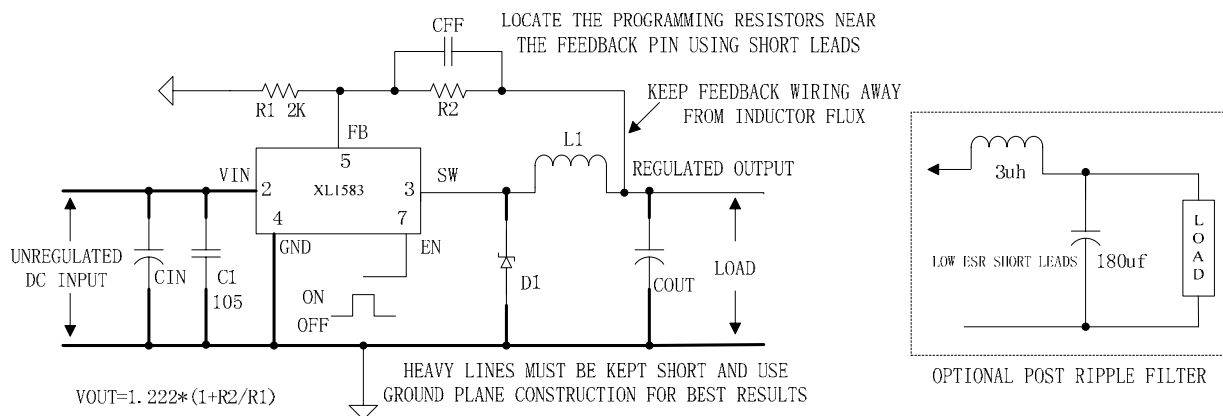 CFF
LOCATE THE PROGRAMMING RESISTORS NEAR
THE FEEDBACK PIN USING SHORT LEADS
R1 2K
R2
KEEP FEEDBACK WIRING AWAY
FROM INDUCTOR FLUX
FB
5
L1
REGULATED OUTPUT
VIN
2
XL1583
3
SW
4
7
GND
EN
UNREGULATED
DC INPUT
CIN
C1
105
ON
OFF
D1
COUT
LOAD
VOUT=1.222*(1+R2/R1)
HEAVY LINES MUST BE KEPT SHORT AND USE
GROUND PLANE CONSTRUCTION FOR BEST RESULTS
3uh
LOW ESR SHORT LEADS
180uf
LOAD
OPTIONAL POST RIPPLE FILTER